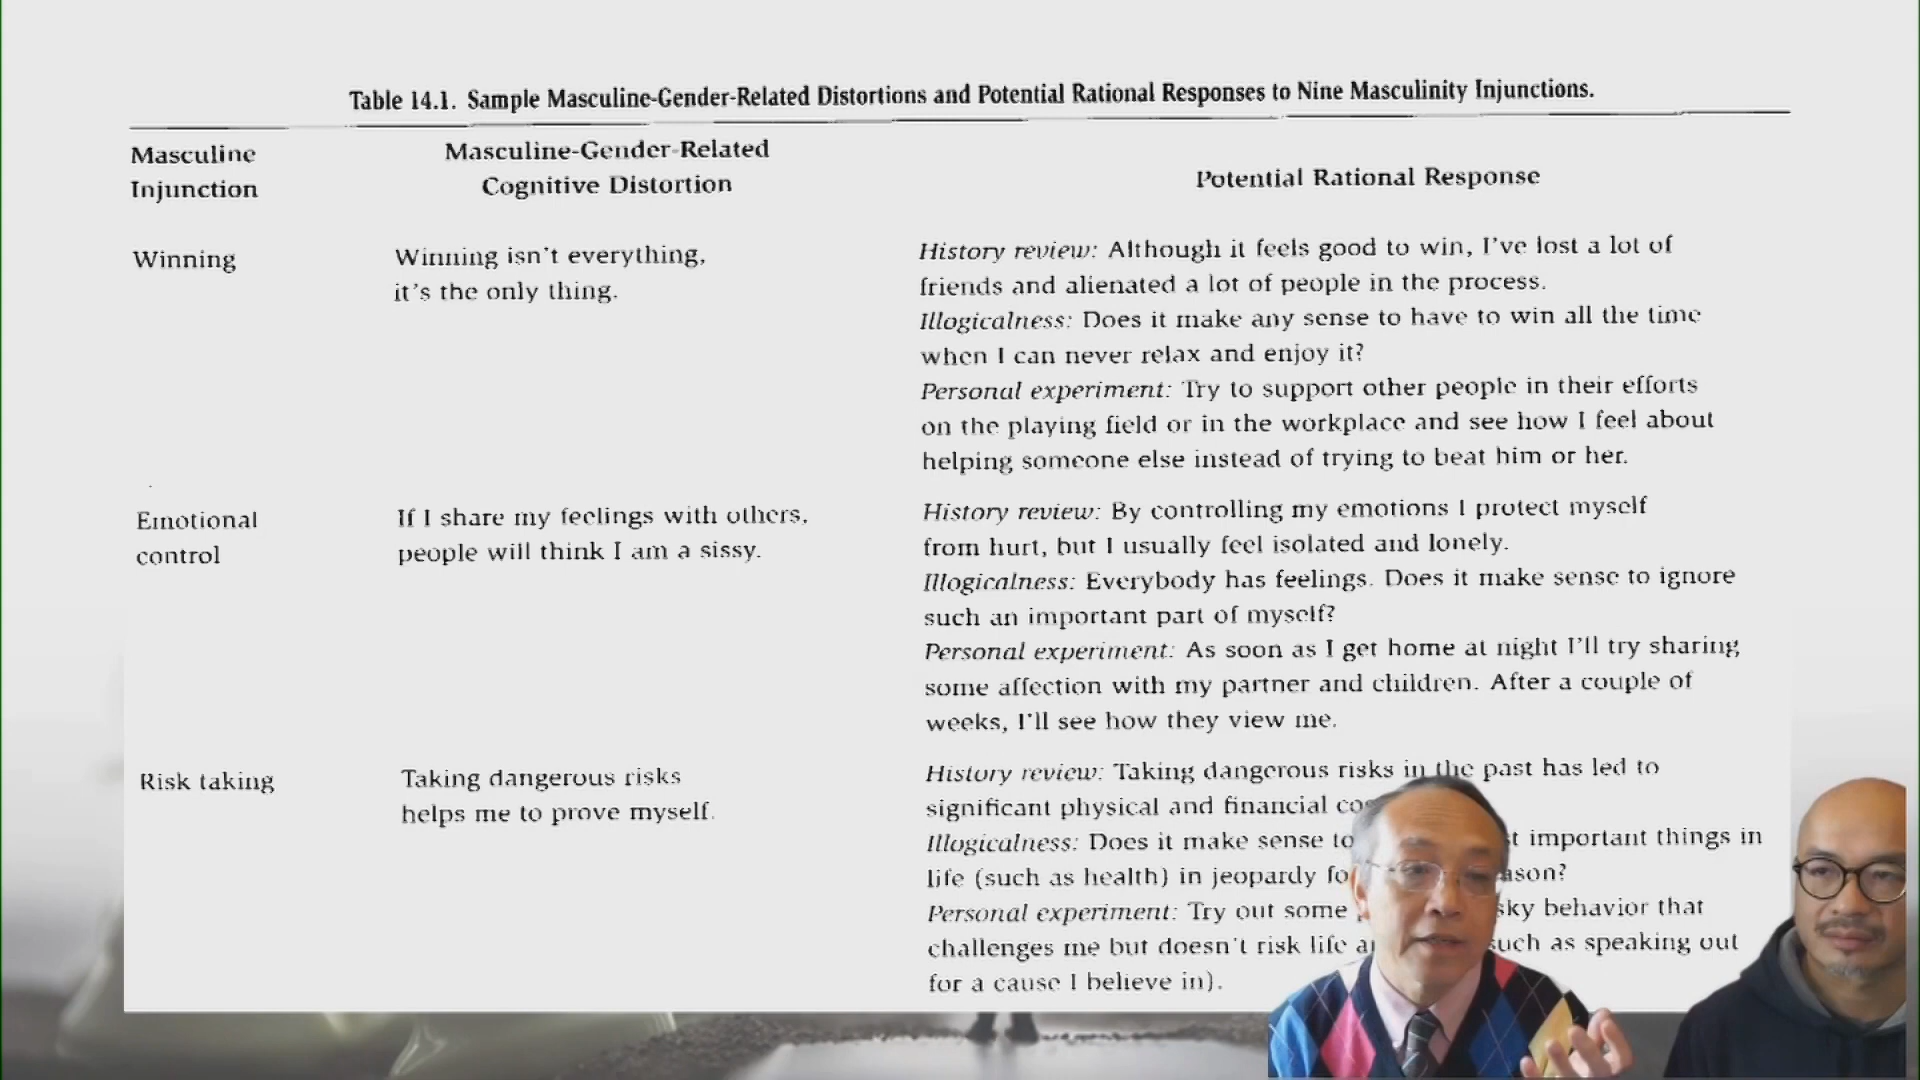 Table 14.1. Sample Masculine-Gender-Related Distortions and Potential Rational Responses to Nine Masculinity Injunctions.
Masculine
Injunction
Masculine-Gender-Related
Cognitive Distortion
Potential Rational Response
Winning
Winning isn't everything,
it's the only thing.
History review: Although it feels good to win, I've lost a lot of
friends and alienated a lot of people in the process.
Illogicalness: Does it make any sense to have to win all the time
when I can never relax and enjoy it?
Personal experiment: Try to support other people in their efforts
on the playing field or in the workplace and see how I feel about
helping someone else instead of trying to beat him or her.
Emotional
control
If I share my feelings with others,
people will think I am a sissy.
History review: By controlling my emotions I protect myself
from hurt, but I usually feel isolated and lonely.
Illogicalness: Everybody has feelings. Does it make sense to ignore
such an important part of myself?
Personal experiment: As soon as I get home at night I'll try sharing
some affection with my partner and children. After a couple of
weeks, I'll see how they view me.
Risk taking
Taking dangerous risks
helps me to prove myself.
History review: Taking dangerous risks in the past has led to
significant physical and financial
Illogicalness: Does it make sense to important things in
life (such as health) in jeopardy
Personal experiment: Try out some behavior that
challenges me but doesn't risk life such as speaking out
for a cause I believe in).